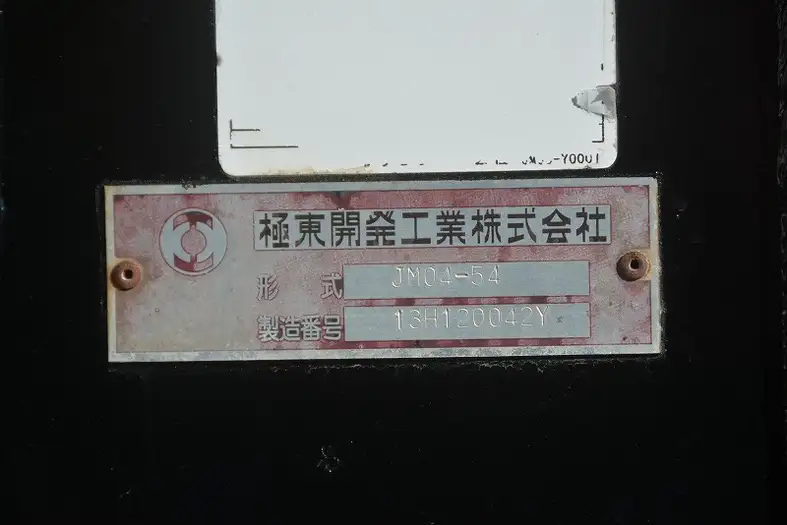 極東開発工業株式会社
形式 JM04-54
製造番号 13H120042Y